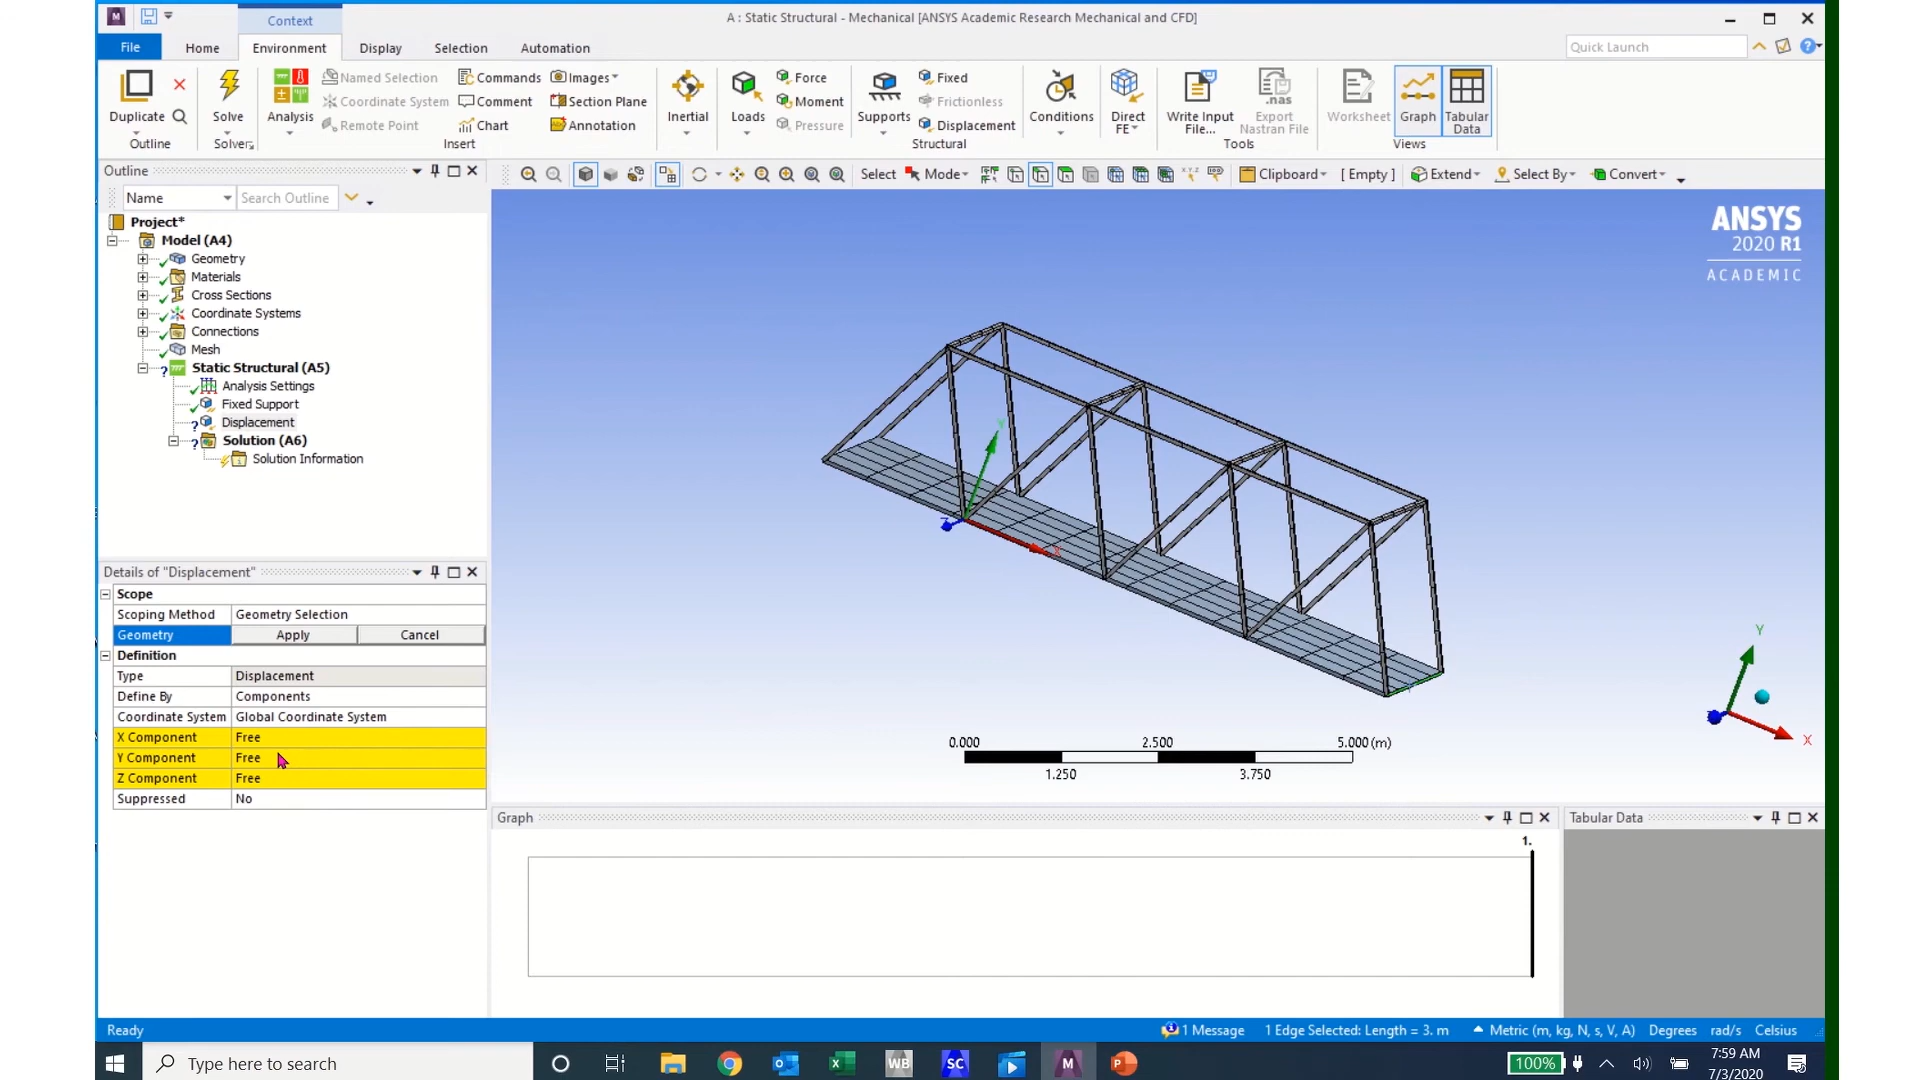 Context
A : Static Structural - Mechanical [ANSYS Academic Research Mechanical and CFD]
File Home Environment Display Selection Automation
Quick Launch
Duplicate
Outline
Solve
Solver
Analysis
Named Selection
Coordinate System
Remote Point
Commands
Comment
Chart
Images
Section Plane
Annotation
Insert
Inertial
Loads
Force
Moment
Pressure
Supports
Fixed
Frictionless
Displacement
Structural
Conditions
Direct
FE
Write Input
File...
.nas
Export
Nastran File
Tools
Worksheet
Graph
Tabular
Data
Views
Outline
Name Search Outline
Select Mode Clipboard [ Empty ] Extend Select By Convert
Project*
Model (A4)
Geometry
Materials
Cross Sections
Coordinate Systems
Connections
Mesh
Static Structural (A5)
Analysis Settings
Fixed Support
Displacement
Solution (A6)
Solution Information
ANSYS
2020 R1
ACADEMIC
Y
X
Z
Details of "Displacement"
Scope
Scoping Method Geometry Selection
Geometry Apply Cancel
Definition
Type Displacement
Define By Components
Coordinate System Global Coordinate System
X Component Free
Y Component Free
Z Component Free
Suppressed No
0.000 2.500 5.000 (m)
1.250 3.750
Y
X
Graph
1.
Tabular Data
Ready
1 Message 1 Edge Selected: Length = 3. m Metric (m, kg, N, s, V, A) Degrees rad/s Celsius
Type here to search
WB SC M P
100%
7:59 AM
7/3/2020